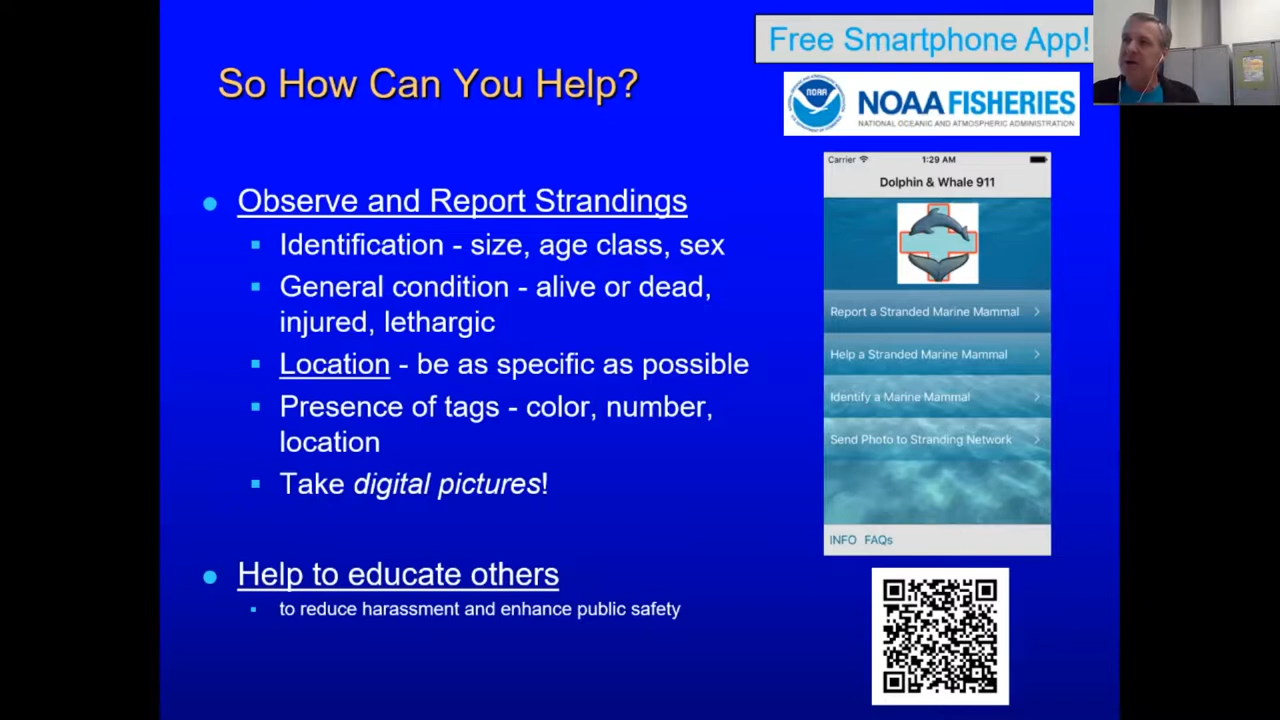 Free Smartphone App!
So How Can You Help?
NOAA
NOAA FISHERIES
NATIONAL OCEANIC AND ATMOSPHERIC ADMINISTRATION
Observe and Report Strandings
Identification - size, age class, sex
General condition - alive or dead,
injured, lethargic
Location - be as specific as possible
Presence of tags - color, number,
location
Take digital pictures!
Help to educate others
to reduce harassment and enhance public safety
Carrier 1:29 AM
Dolphin & Whale 911
Report a Stranded Marine Mammal
Help a Stranded Marine Mammal
Identify a Marine Mammal
Send Photo to Stranding Network
INFO FAQs